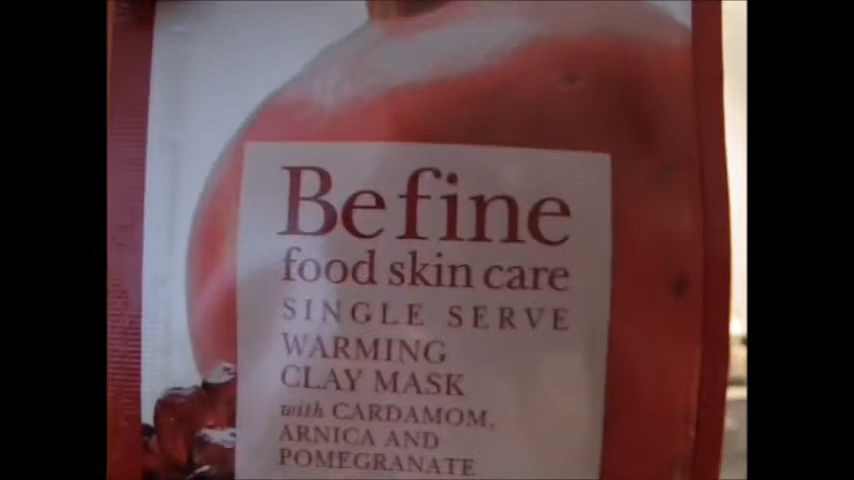 Befine
food skin care
SINGLE SERVE
WARMING
CLAY MASK
with CARDAMOM,
ARNICA AND
POMEGRANATE